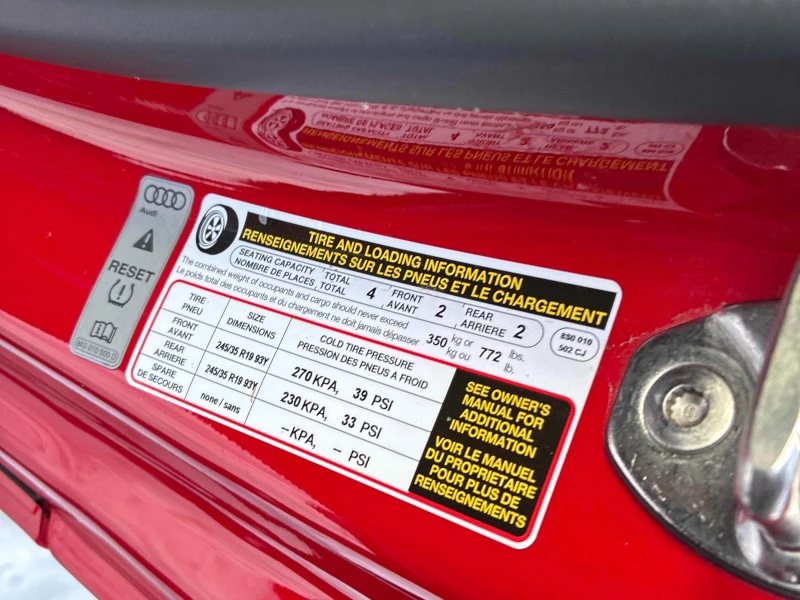 Audi
RESET
8K0 010 500 D
TIRE AND LOADING INFORMATION
RENSEIGNEMENTS SUR LES PNEUS ET LE CHARGEMENT
SEATING CAPACITY TOTAL 4 FRONT 2 REAR 2
NOMBRE DE PLACES, TOTAL AVANT ARRIERE
The combined weight of occupants and cargo should never exceed 350 kg or 772 lbs.
Le poids total des occupants et du chargement ne doit jamais dépasser kg ou lb.
8S0 010
502 CJ
TIRE SIZE COLD TIRE PRESSURE
PNEU DIMENSIONS PRESSION DES PNEUS A FROID
FRONT
AVANT 245/35 R19 93Y 270 KPA, 39 PSI
REAR
ARRIERE 245/35 R19 93Y 230 KPA, 33 PSI
SPARE
DE SECOURS none / sans – KPA, – PSI
SEE OWNER'S
MANUAL FOR
ADDITIONAL
INFORMATION
VOIR LE MANUEL
DU PROPRIETAIRE
POUR PLUS DE
RENSEIGNEMENTS